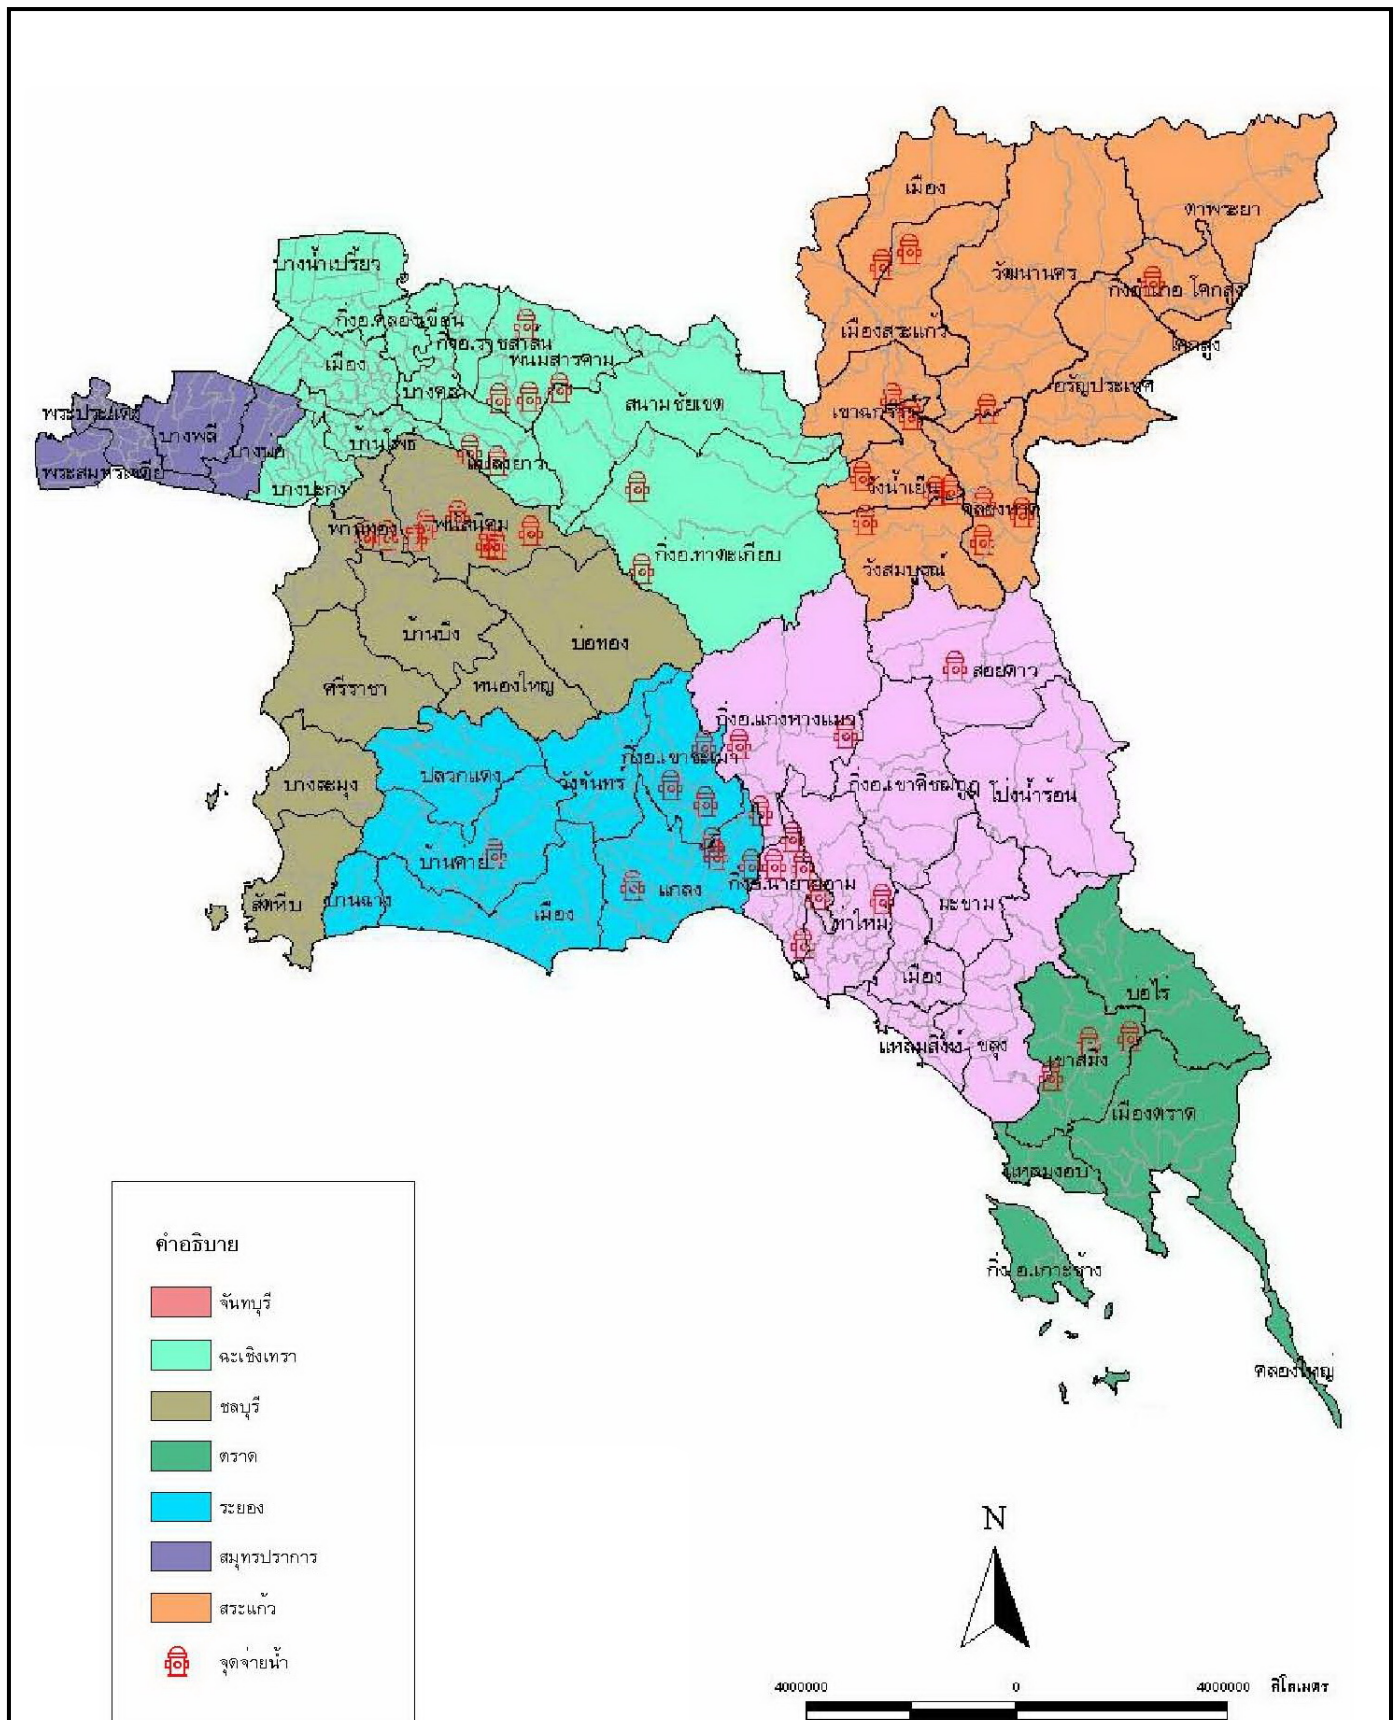 เมือง
ตาพระยา
บางน้ำเปรี้ยว
วัฒนานคร
กิ่งอำเภอ โคกสูง
กิ่งอ.คลองเขื่อน
เมืองสระแก้ว
กิ่งอ.ราชสาส์น
โคกสูง
พนมสารคาม
เมือง
อรัญประเทศ
บางคล้า
สนามชัยเขต
พระประแดง
เขาฉกรรจ์
บางพลี
บ้านโพธิ์
บางบ่อ
แปลงยาว
พระสมุทรเจดีย์
บางปะกง
วังน้ำเย็น
คลองหาด
พานทอง
พนัสนิคม
กิ่งอ.ท่าตะเกียบ
วังสมบูรณ์
บ้านบึง
บ่อทอง
สอยดาว
ศรีราชา
หนองใหญ่
กิ่งอ.แก่งหางแมว
กิ่งอ.เขาชะเมา
ปลวกแดง
วังจันทร์
บางละมุง
กิ่งอ.เขาคิชฌกูฏ
โป่งน้ำร้อน
บ้านค่าย
แกลง
กิ่งอ.นายายอาม
สัตหีบ
บ้านฉาง
เมือง
มะขาม
ท่าใหม่
เมือง
บ่อไร่
แหลมสิงห์
ขลุง
เขาสมิง
เมืองตราด
แหลมงอบ
กิ่ง อ.เกาะช้าง
คลองใหญ่
คำอธิบาย
จันทบุรี
ฉะเชิงเทรา
ชลบุรี
ตราด
ระยอง
สมุทรปราการ
สระแก้ว
จุดจ่ายน้ำ
N
4000000 0 4000000 กิโลเมตร